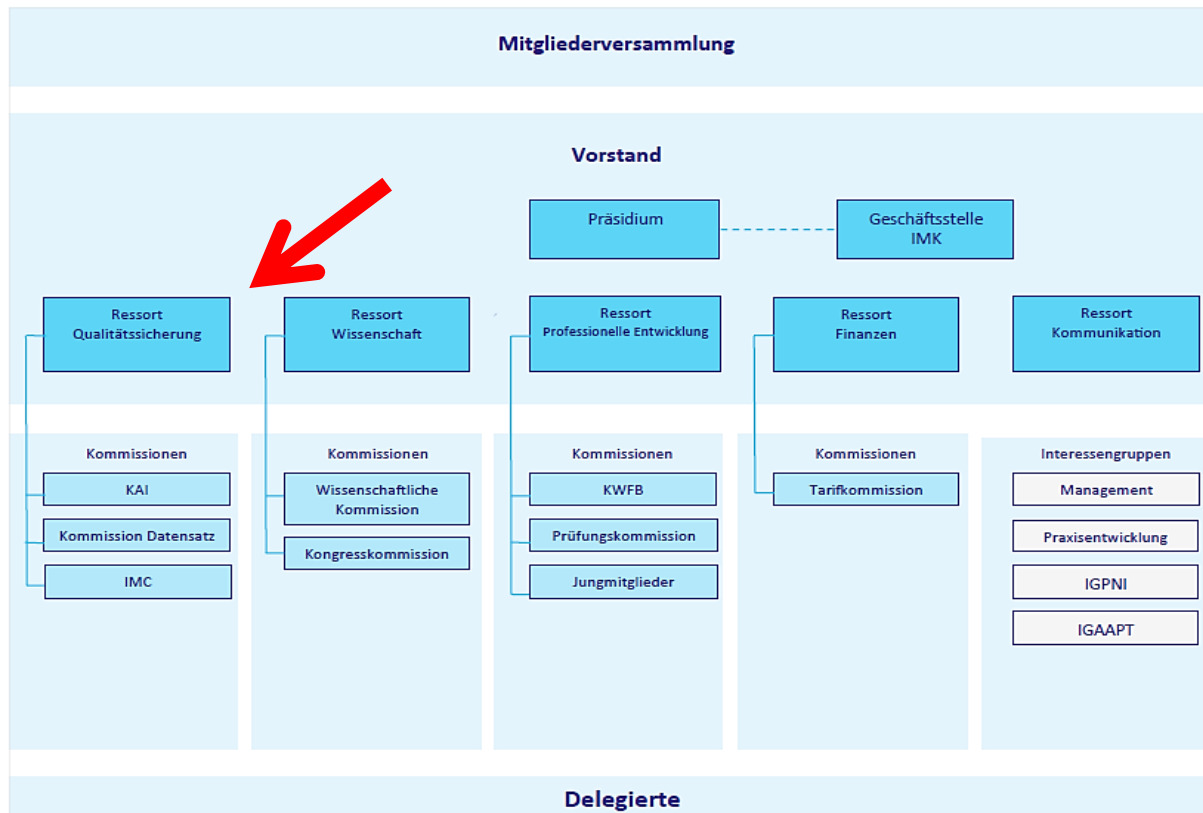 Mitgliederversammlung
Vorstand
Präsidium
Geschäftsstelle
IMK
Ressort
Qualitätssicherung
Ressort
Wissenschaft
Ressort
Professionelle Entwicklung
Ressort
Finanzen
Ressort
Kommunikation
Kommissionen
KAI
Kommission Datensatz
IMC
Kommissionen
Wissenschaftliche
Kommission
Kongresskommission
Kommissionen
KWFB
Prüfungskommission
Jungmitglieder
Kommissionen
Tarifkommission
Interessengruppen
Management
Praxisentwicklung
IGPNI
IGAAPT
Delegierte